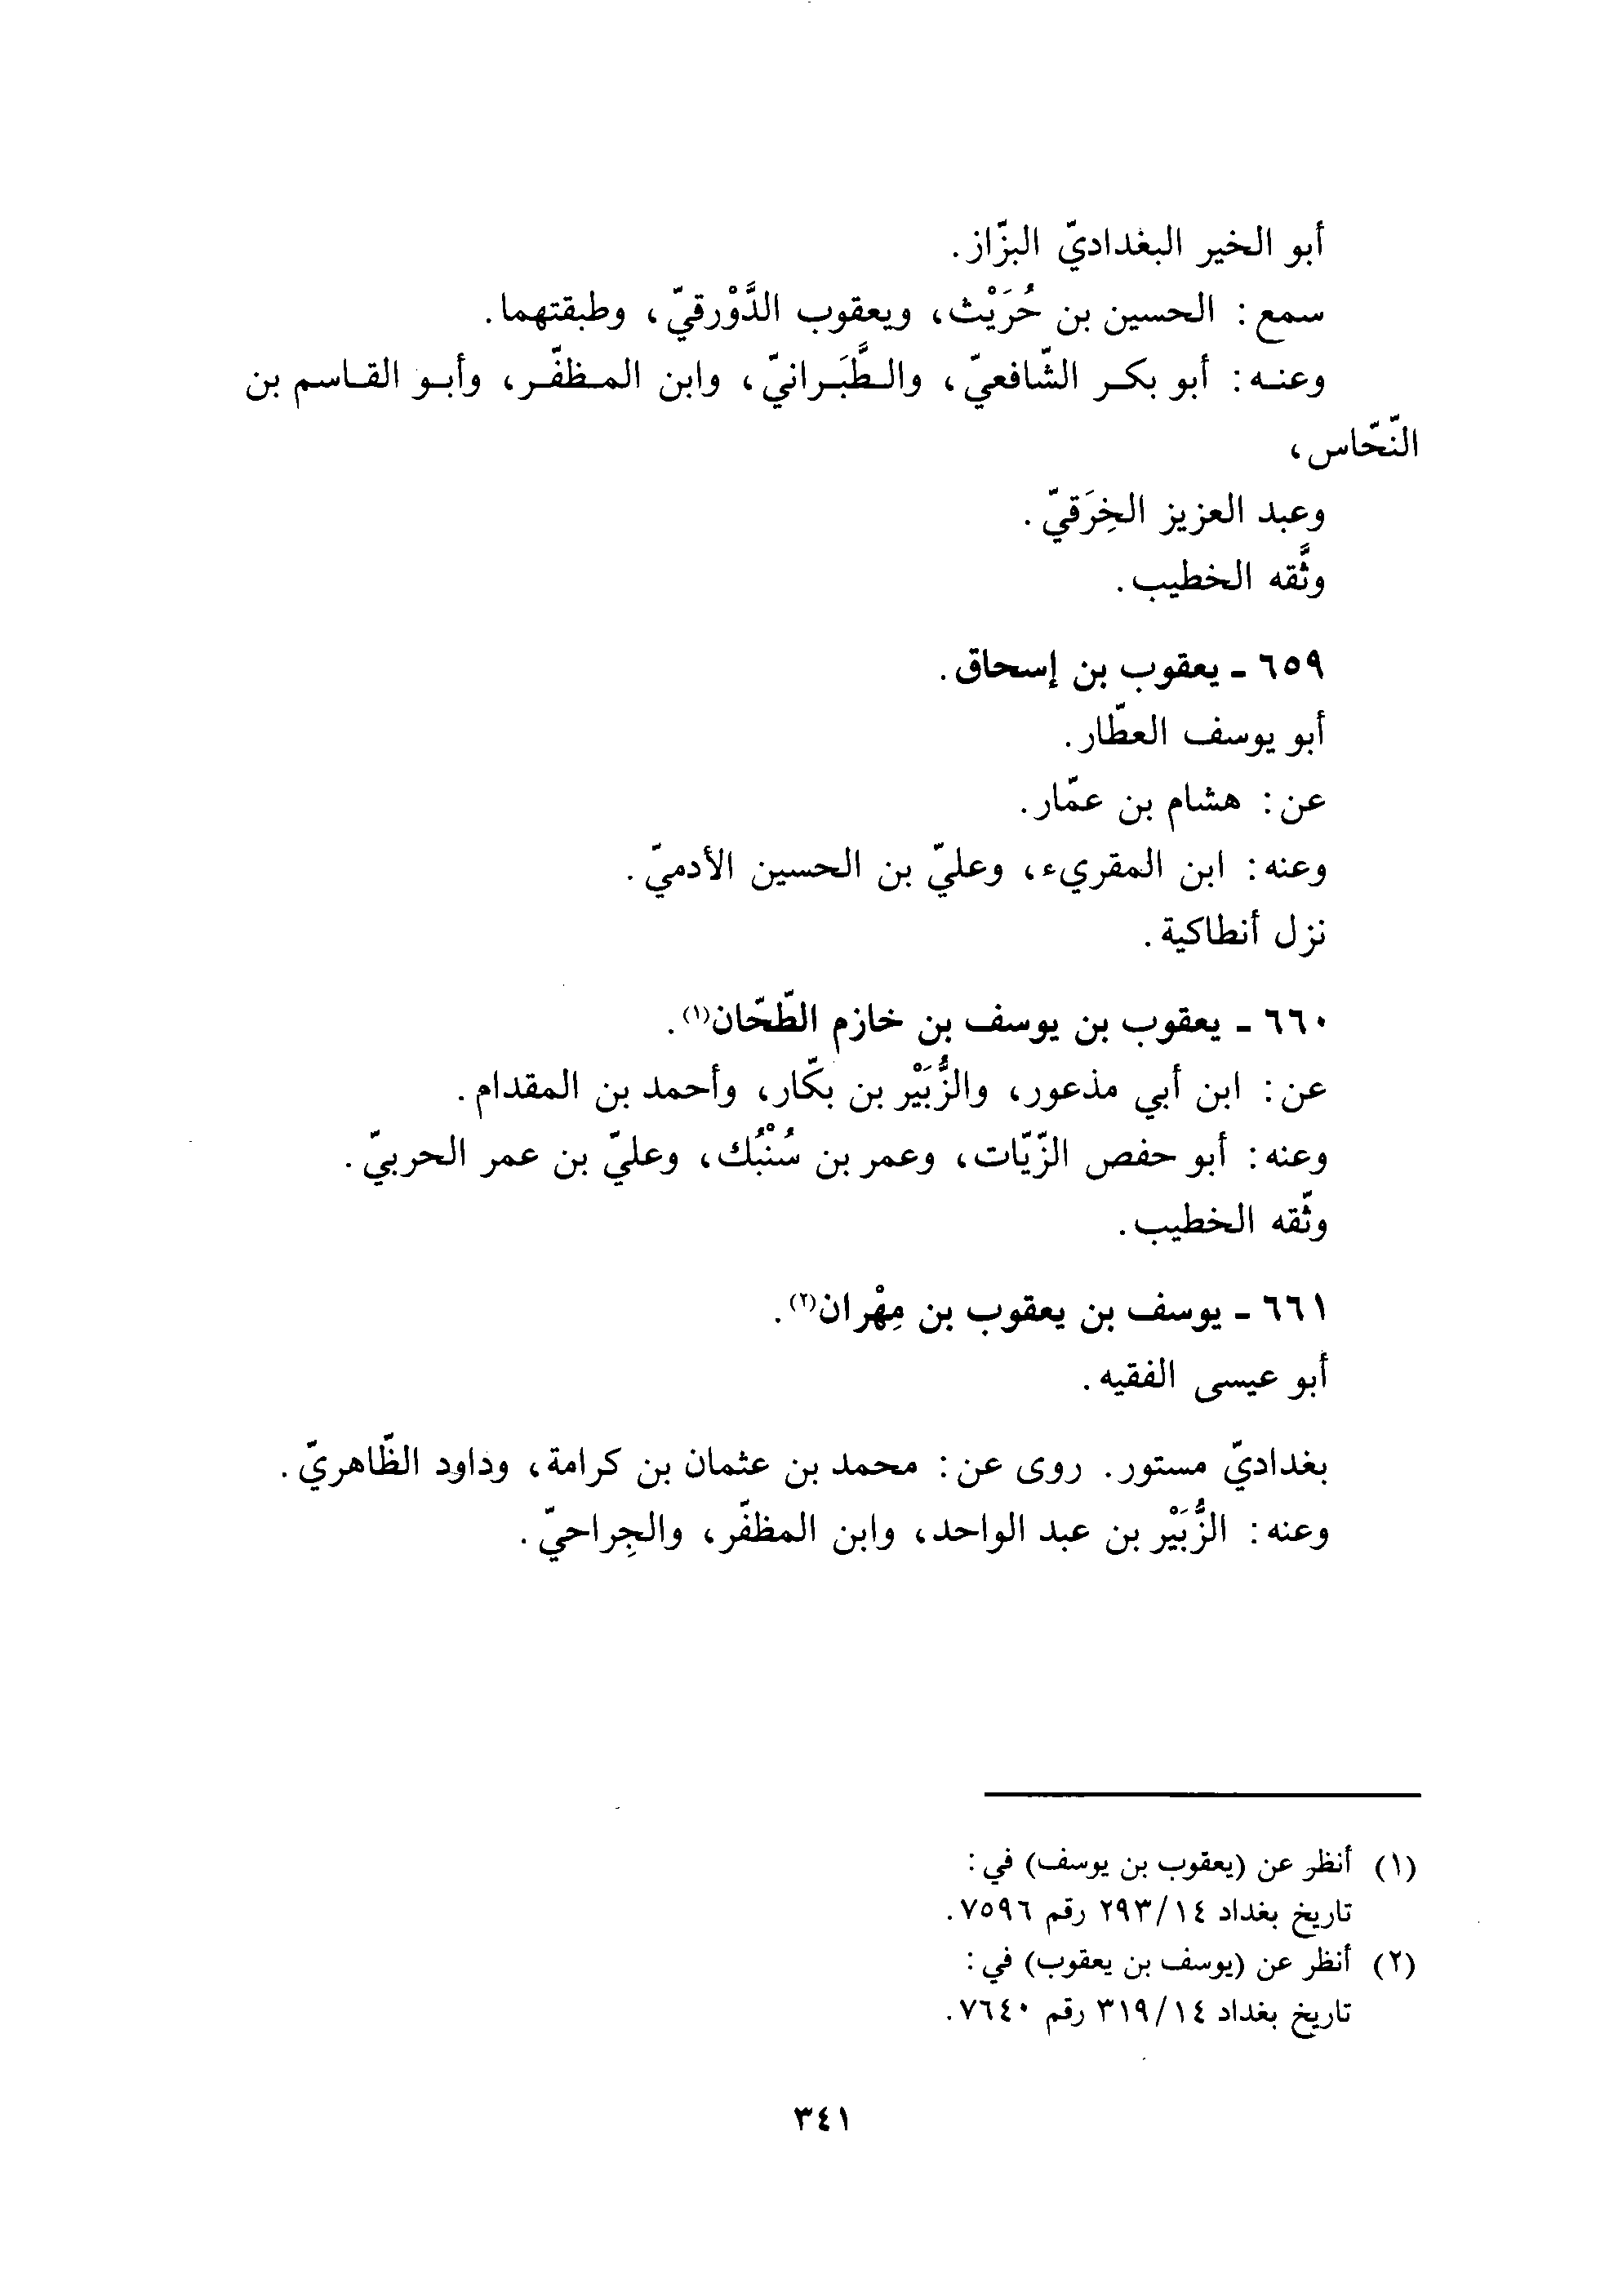 أبو الخير البغداديّ البزّاز.
سمع: الحسين بن حُرَيْث، ويعقوب الدَّوْرقيّ، وطبقتهما.
وعنه: أبو بكر الشّافعيّ، والطَّبَرانيّ، وابن المظفّر، وأبو القاسم بن
النّحّاس،
وعبد العزيز الخِرَقيّ.
وثَّقه الخطيب.
٦٥٩ - يعقوب بن إسحاق.
أبو يوسف العطّار.
عن: هشام بن عمّار.
وعنه: ابن المقريء، وعليّ بن الحسين الأدميّ.
نزل أنطاكية.
٦٦٠ - يعقوب بن يوسف بن خازم الطّحّان(١).
عن: ابن أبي مذعور، والزُّبَيْر بن بكّار، وأحمد بن المقدام.
وعنه: أبو حفص الزّيّات، وعمر بن سُنْبُك، وعليّ بن عمر الحربيّ.
وثّقه الخطيب.
٦٦١ - يوسف بن يعقوب بن مِهْران(٢).
أبو عيسى الفقيه.
بغداديّ مستور. روى عن: محمد بن عثمان بن كرامة، وداود الظّاهريّ.
وعنه: الزُّبَيْر بن عبد الواحد، وابن المظفّر، والجِراحيّ.
(١) أنظر عن (يعقوب بن يوسف) في:
تاريخ بغداد ٢٩٣/١٤ رقم ٧٥٩٦.
(٢) أنظر عن (يوسف بن يعقوب) في:
تاريخ بغداد ٣١٩/١٤ رقم ٧٦٤٠.
٣٤١